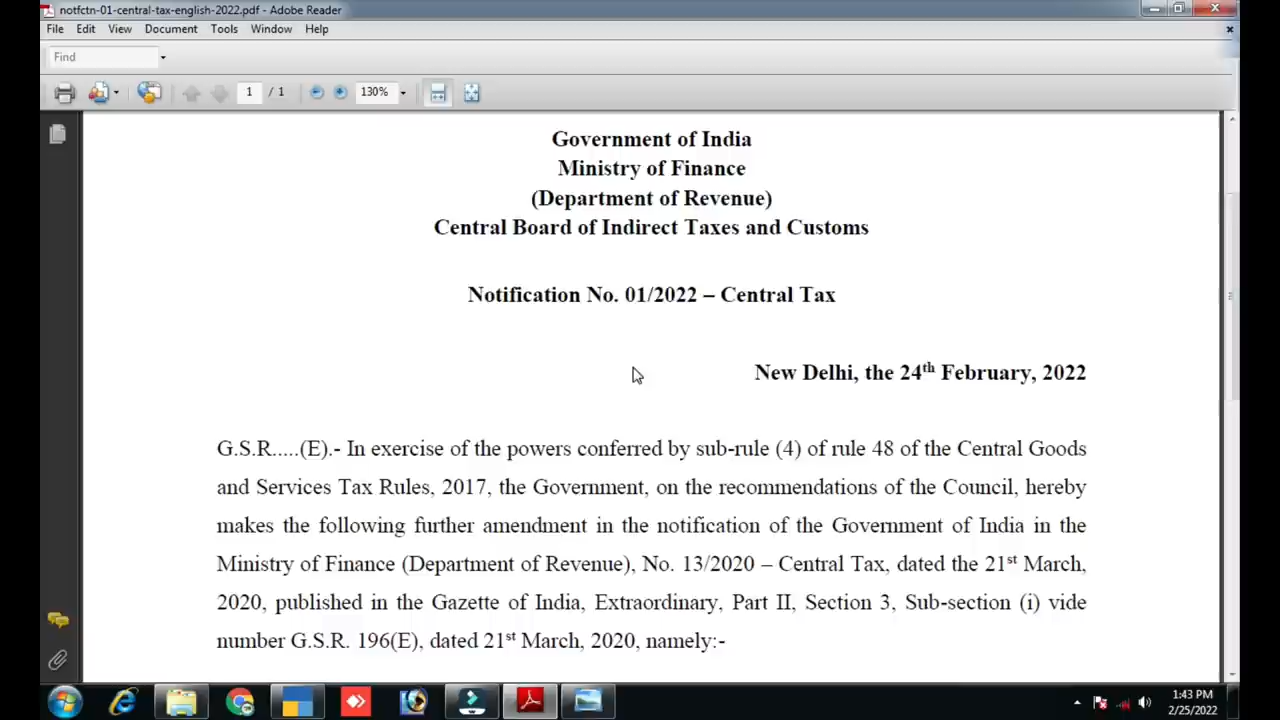 notfctn-01-central-tax-english-2022.pdf - Adobe Reader
File Edit View Document Tools Window Help
Find
1 / 1 130%
Government of India
Ministry of Finance
(Department of Revenue)
Central Board of Indirect Taxes and Customs
Notification No. 01/2022 – Central Tax
New Delhi, the 24th February, 2022
G.S.R.....(E).- In exercise of the powers conferred by sub-rule (4) of rule 48 of the Central Goods
and Services Tax Rules, 2017, the Government, on the recommendations of the Council, hereby
makes the following further amendment in the notification of the Government of India in the
Ministry of Finance (Department of Revenue), No. 13/2020 – Central Tax, dated the 21st March,
2020, published in the Gazette of India, Extraordinary, Part II, Section 3, Sub-section (i) vide
number G.S.R. 196(E), dated 21st March, 2020, namely:-
1:43 PM
2/25/2022